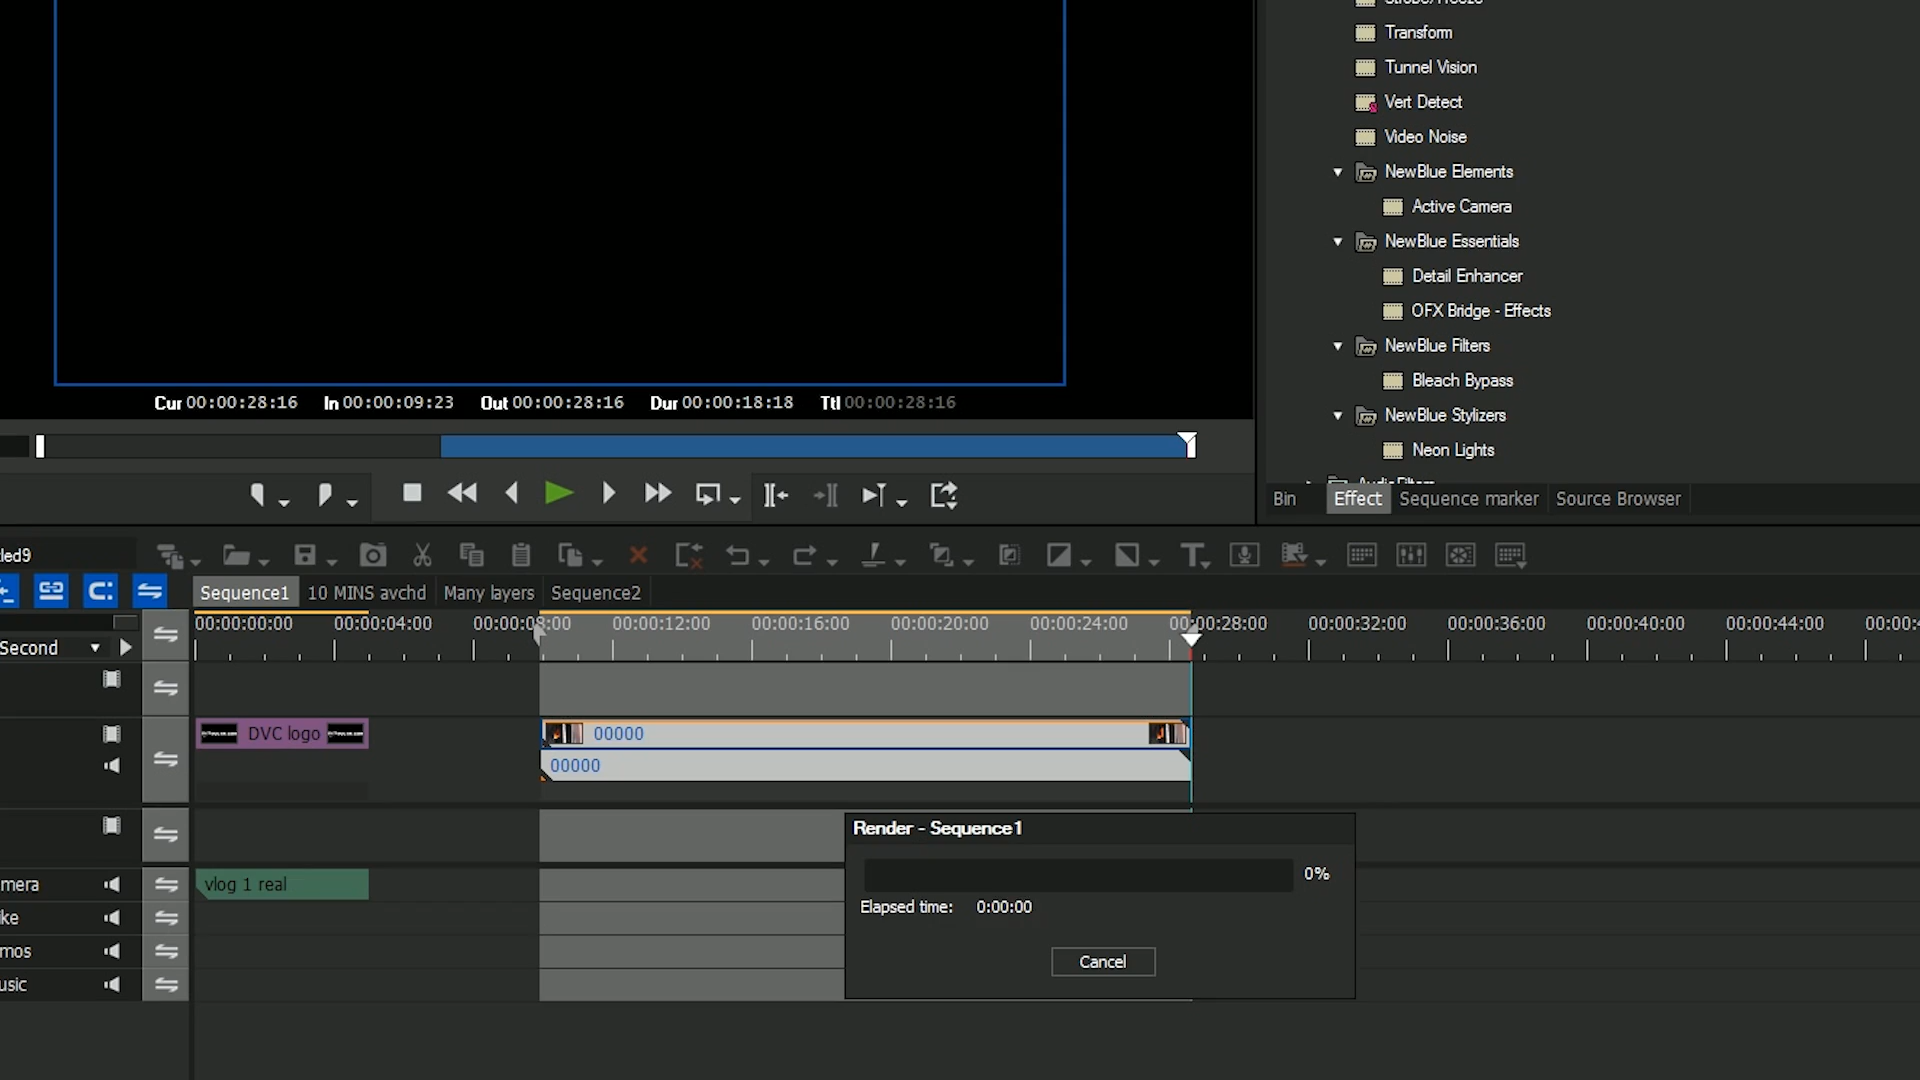 Transform
Tunnel Vision
Vert Detect
Video Noise
NewBlue Elements
Active Camera
NewBlue Essentials
Detail Enhancer
OFX Bridge - Effects
NewBlue Filters
Bleach Bypass
NewBlue Stylizers
Neon Lights
Cur 00:00:28:16 In 00:00:09:23 Out 00:00:28:16 Dur 00:00:18:18 Ttl 00:00:28:16
Bin Effect Sequence marker Source Browser
led9
Sequence1 10 MINS avchd Many layers Sequence2
00:00:00:00 00:00:04:00 00:00:08:00 00:00:12:00 00:00:16:00 00:00:20:00 00:00:24:00 00:00:28:00 00:00:32:00 00:00:36:00 00:00:40:00 00:00:44:00 00:00:4
Second
DVC logo
00000
00000
Render - Sequence1
0%
Elapsed time: 0:00:00
Cancel
mera
vlog 1 real
ke
mos
usic